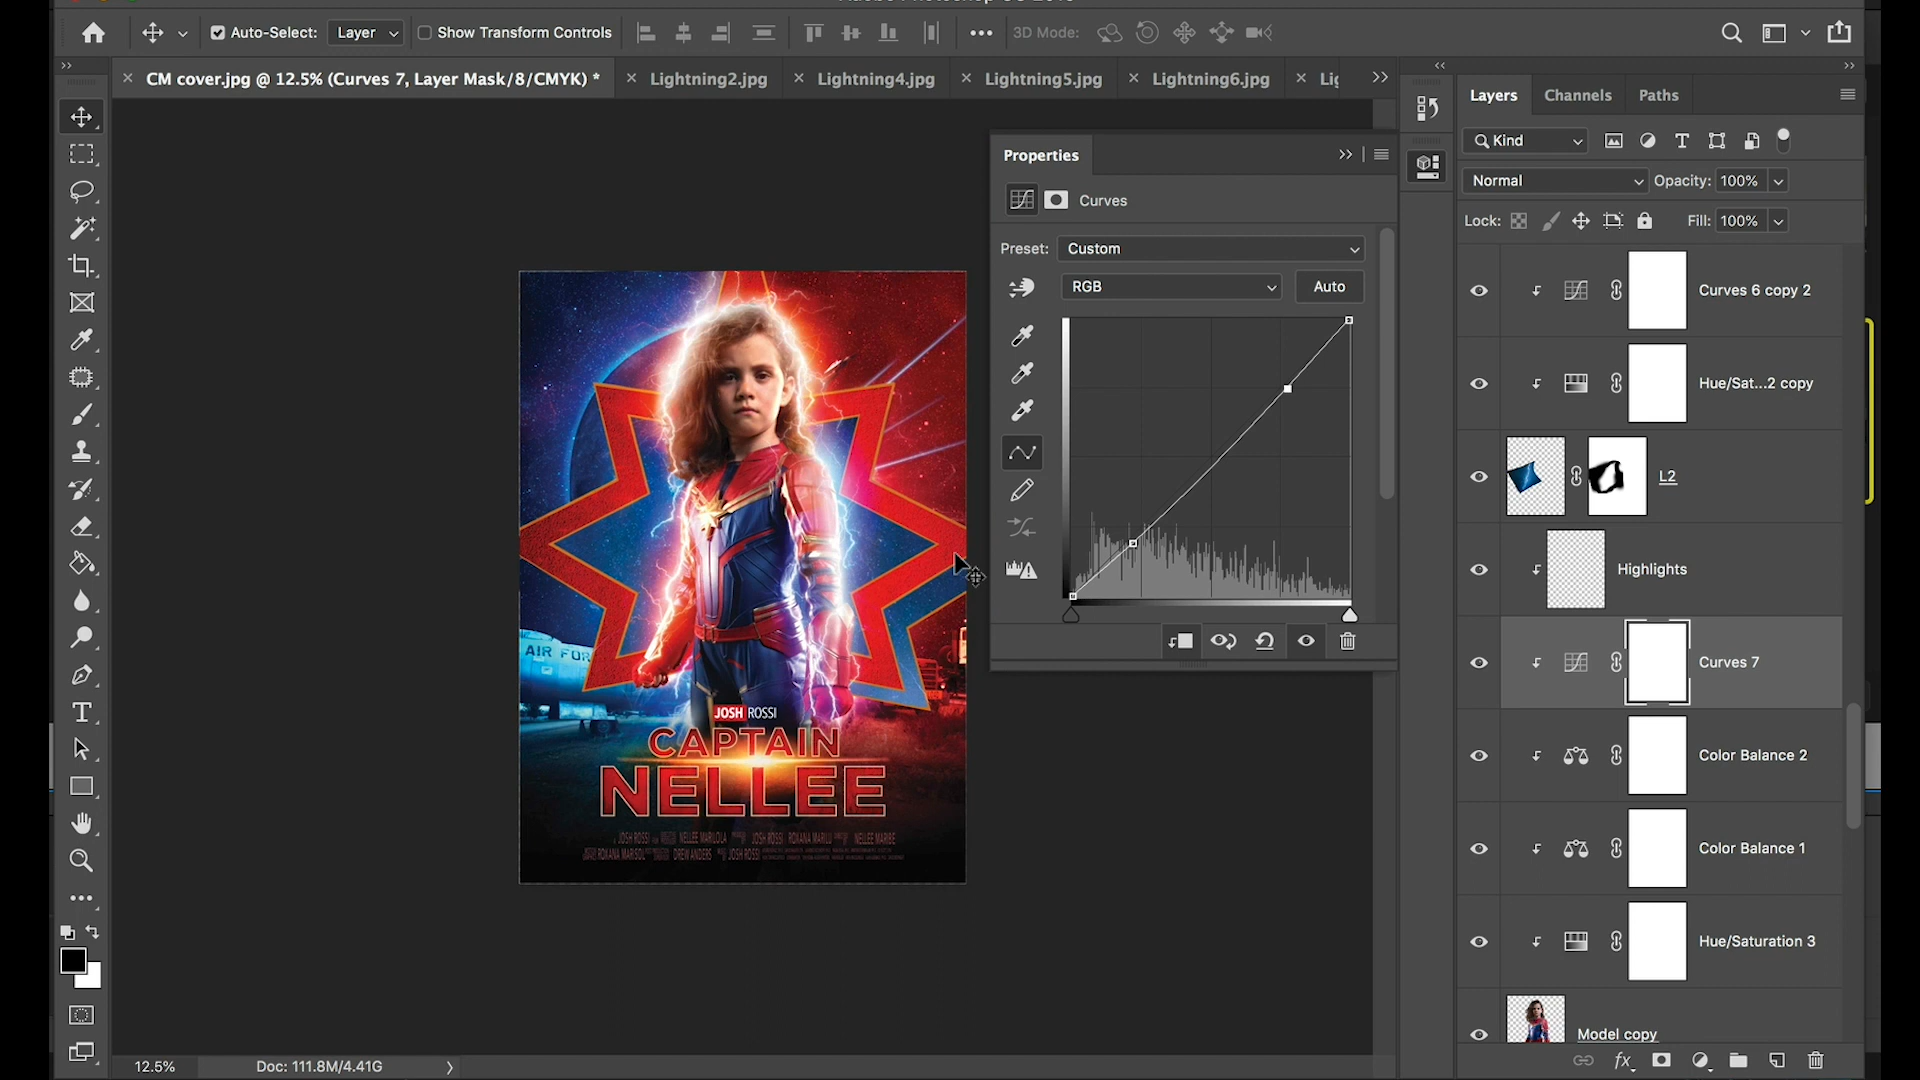 Auto-Select:
Layer
Show Transform Controls
3D Mode:
CM cover.jpg @ 12.5% (Curves 7, Layer Mask/8/CMYK) *
Lightning2.jpg
Lightning4.jpg
Lightning5.jpg
Lightning6.jpg
Properties
Curves
Preset:
Custom
RGB
Auto
Layers
Channels
Paths
Kind
Normal
Opacity:
100%
Lock:
Fill:
100%
Curves 6 copy 2
Hue/Sat...2 copy
L2
Highlights
Curves 7
Color Balance 2
Color Balance 1
Hue/Saturation 3
Model copy
AIR FOR
JOSH ROSSI
CAPTAIN
NELLEE
12.5%
Doc: 111.8M/4.41G